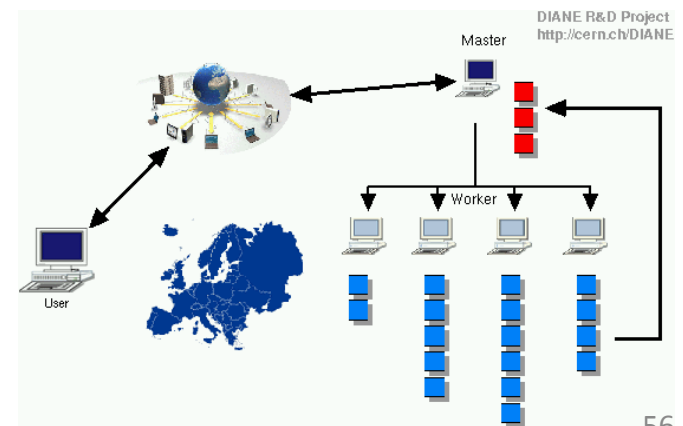 DIANE R&D Project
http://cern.ch/DIANE
Master
Worker
User
56